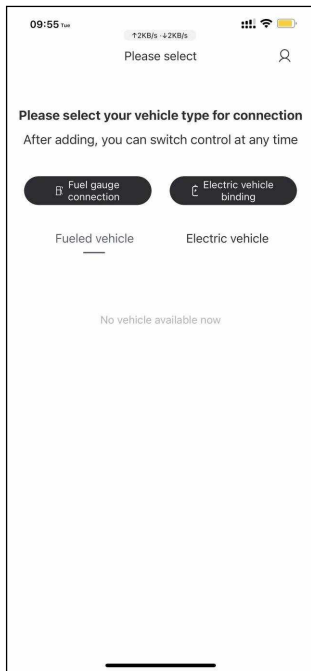 09:55 Tue
↑2KB/s·↓2KB/s
Please select
Please select your vehicle type for connection
After adding, you can switch control at any time
Fuel gauge
connection
Electric vehicle
binding
Fueled vehicle
Electric vehicle
No vehicle available now